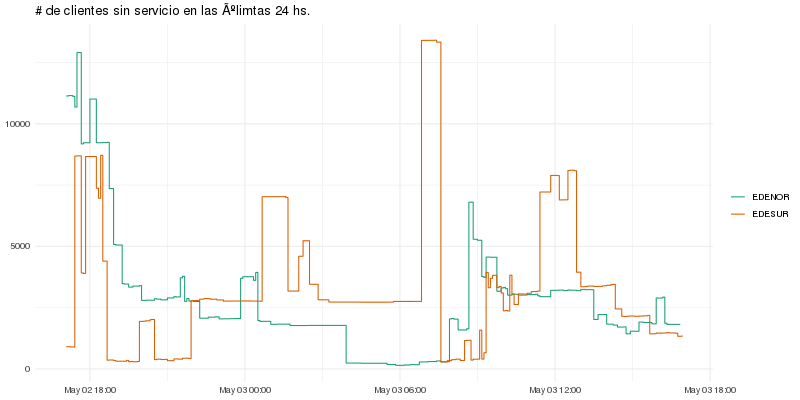 # de clientes sin servicio en las Ãºlimtas 24 hs.
10000
5000
0
May 02 18:00
May 03 00:00
May 03 06:00
May 03 12:00
May 03 18:00
EDENOR
EDESUR